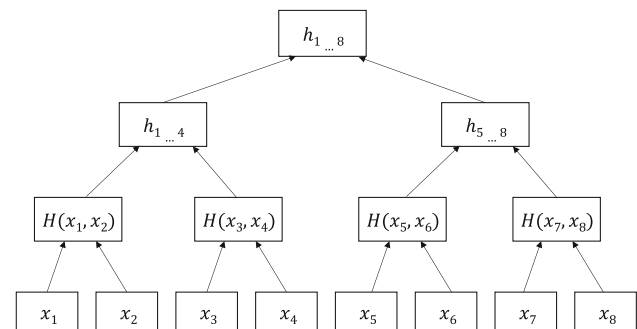 h₁ ... ₈
h₁ ... ₄ h₅ ... ₈
H(x₁, x₂) H(x₃, x₄) H(x₅, x₆) H(x₇, x₈)
x₁ x₂ x₃ x₄ x₅ x₆ x₇ x₈